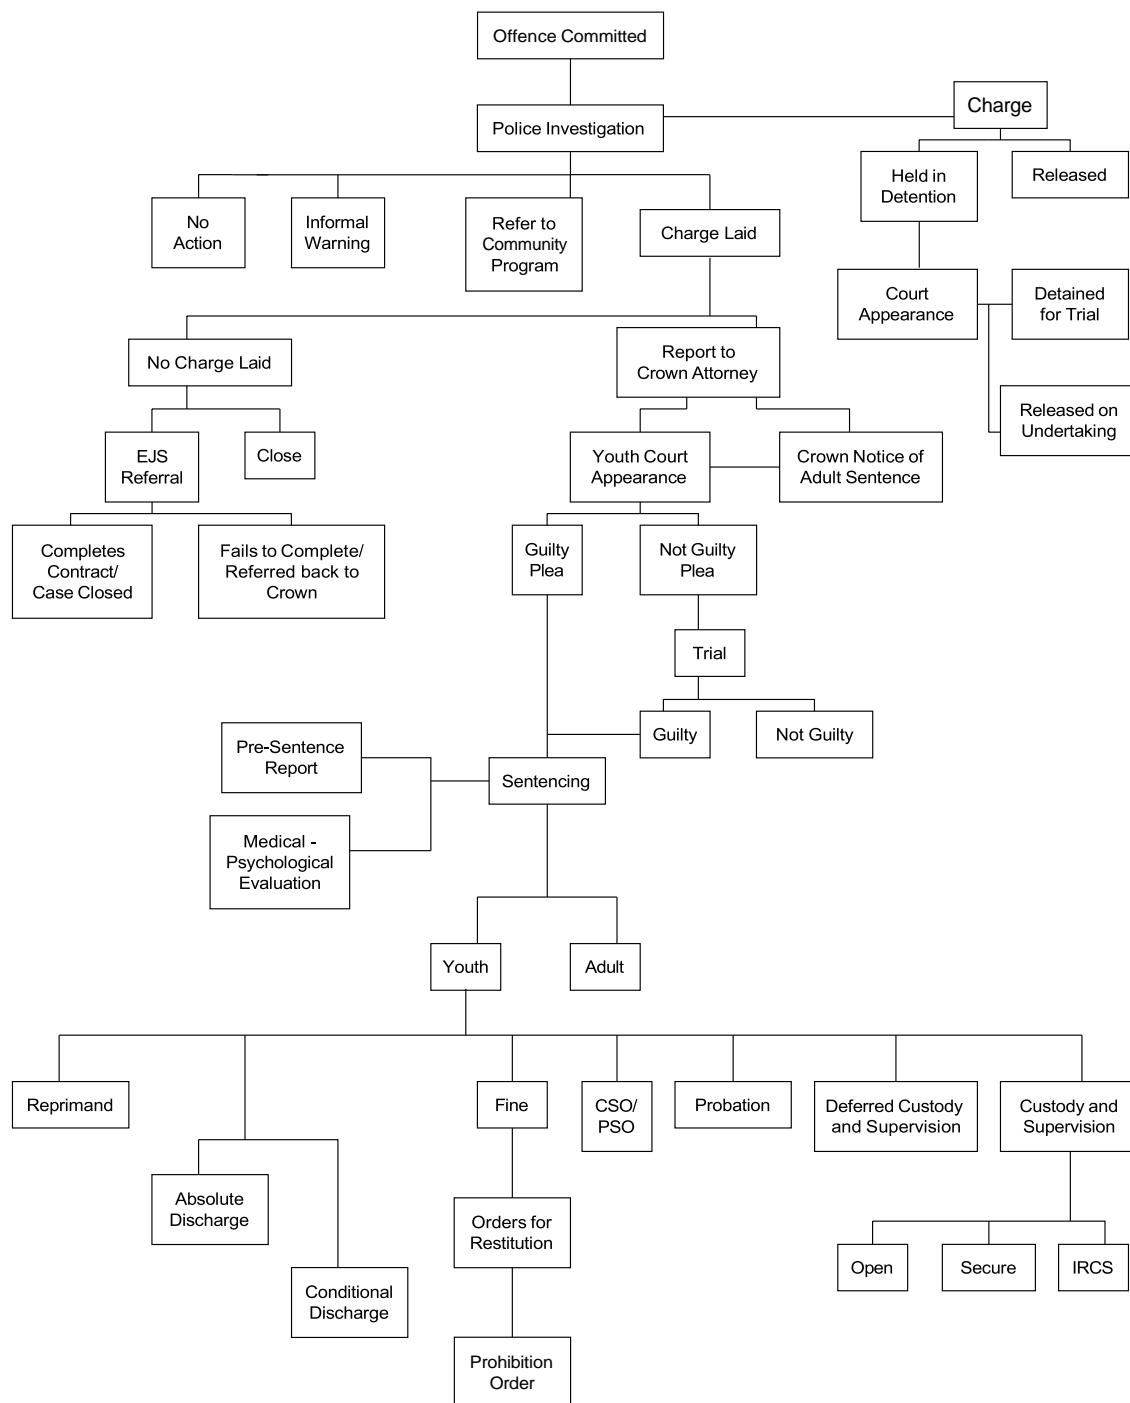 Offence Committed
Charge
Police Investigation
Held in
Detention
Released
No
Action
Informal
Warning
Refer to
Community
Program
Charge Laid
Court
Appearance
Detained
for Trial
No Charge Laid
Report to
Crown Attorney
Released on
Undertaking
EJS
Referral
Close
Youth Court
Appearance
Crown Notice of
Adult Sentence
Completes
Contract/
Case Closed
Fails to Complete/
Referred back to
Crown
Guilty
Plea
Not Guilty
Plea
Trial
Guilty
Not Guilty
Pre-Sentence
Report
Sentencing
Medical -
Psychological
Evaluation
Youth
Adult
Reprimand
Fine
CSO/
PSO
Probation
Deferred Custody
and Supervision
Custody and
Supervision
Absolute
Discharge
Orders for
Restitution
Open
Secure
IRCS
Conditional
Discharge
Prohibition
Order